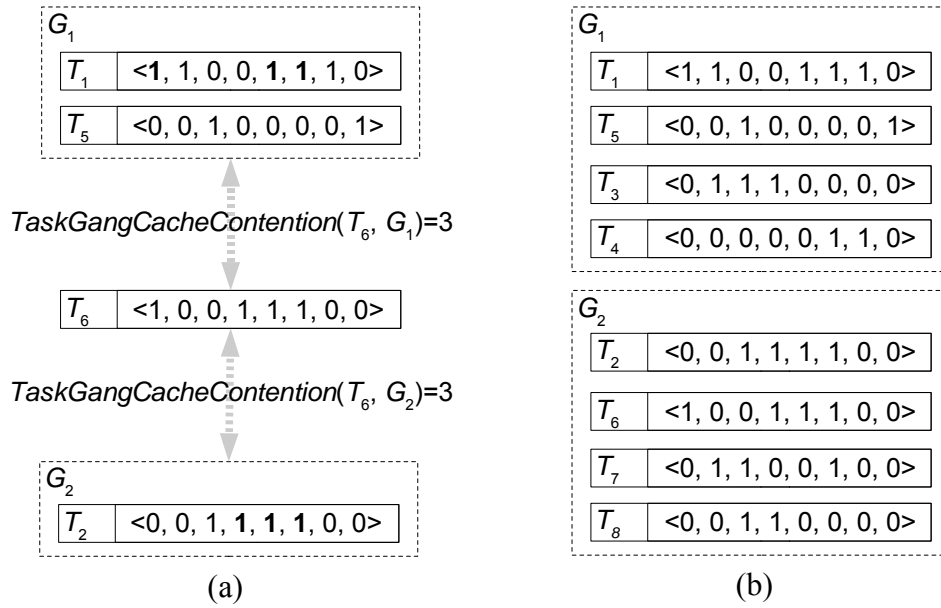 G1
T1 <1, 1, 0, 0, 1, 1, 1, 0>
T5 <0, 0, 1, 0, 0, 0, 0, 1>
TaskGangCacheContention(T6, G1)=3
T6 <1, 0, 0, 1, 1, 1, 0, 0>
TaskGangCacheContention(T6, G2)=3
G2
T2 <0, 0, 1, 1, 1, 1, 0, 0>
(a)
G1
T1 <1, 1, 0, 0, 1, 1, 1, 0>
T5 <0, 0, 1, 0, 0, 0, 0, 1>
T3 <0, 1, 1, 1, 0, 0, 0, 0>
T4 <0, 0, 0, 0, 0, 1, 1, 0>
G2
T2 <0, 0, 1, 1, 1, 1, 0, 0>
T6 <1, 0, 0, 1, 1, 1, 0, 0>
T7 <0, 1, 1, 0, 0, 1, 0, 0>
T8 <0, 0, 1, 1, 0, 0, 0, 0>
(b)